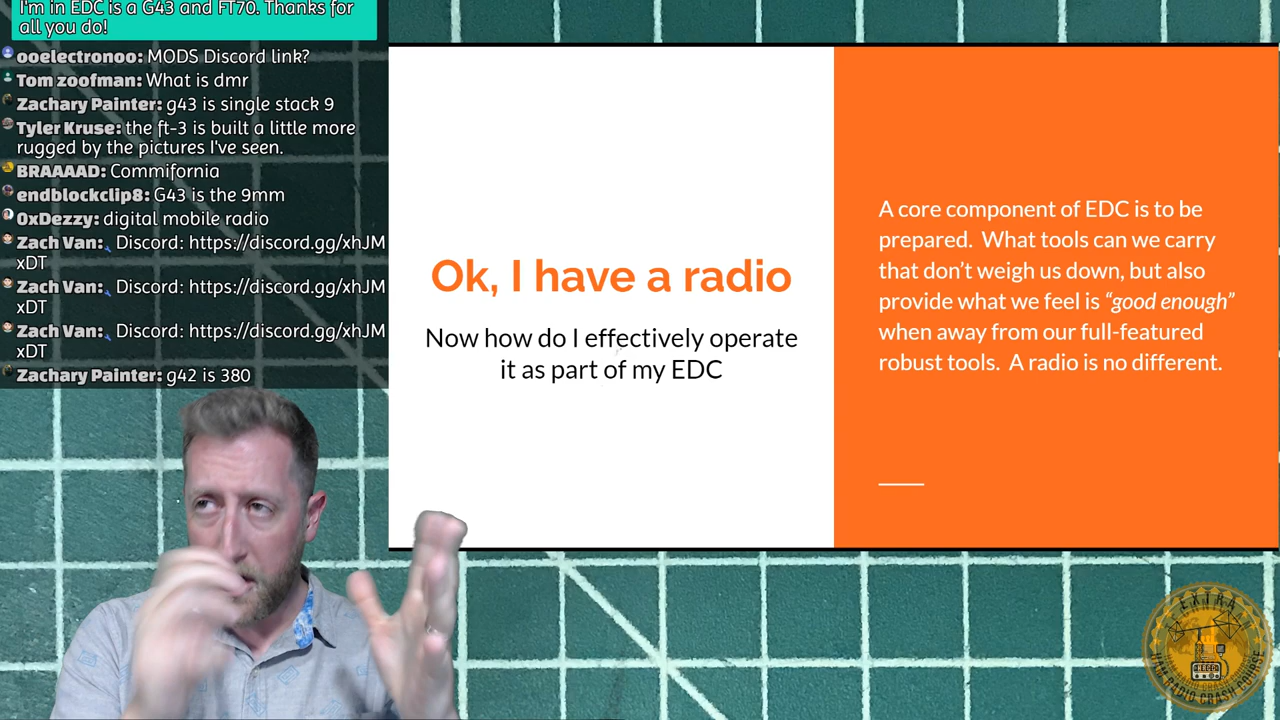 I'm in EDC is a G43 and FT70. Thanks for
all you do!
ooelectronoo: MODS Discord link?
Tom zoofman: What is dmr
Zachary Painter: g43 is single stack 9
Tyler Kruse: the ft-3 is built a little more
rugged by the pictures I've seen.
BRAAAAD: Commifornia
endblockclip8: G43 is the 9mm
0xDezzy: digital mobile radio
Zach Van: Discord: https://discord.gg/xhJM
xDT
Zach Van: Discord: https://discord.gg/xhJM
xDT
Zach Van: Discord: https://discord.gg/xhJM
xDT
Zachary Painter: g42 is 380
Ok, I have a radio
Now how do I effectively operate
it as part of my EDC
A core component of EDC is to be
prepared. What tools can we carry
that don’t weigh us down, but also
provide what we feel is “good enough”
when away from our full-featured
robust tools. A radio is no different.
EXTRA
HAM RADIO CRASH COURSE